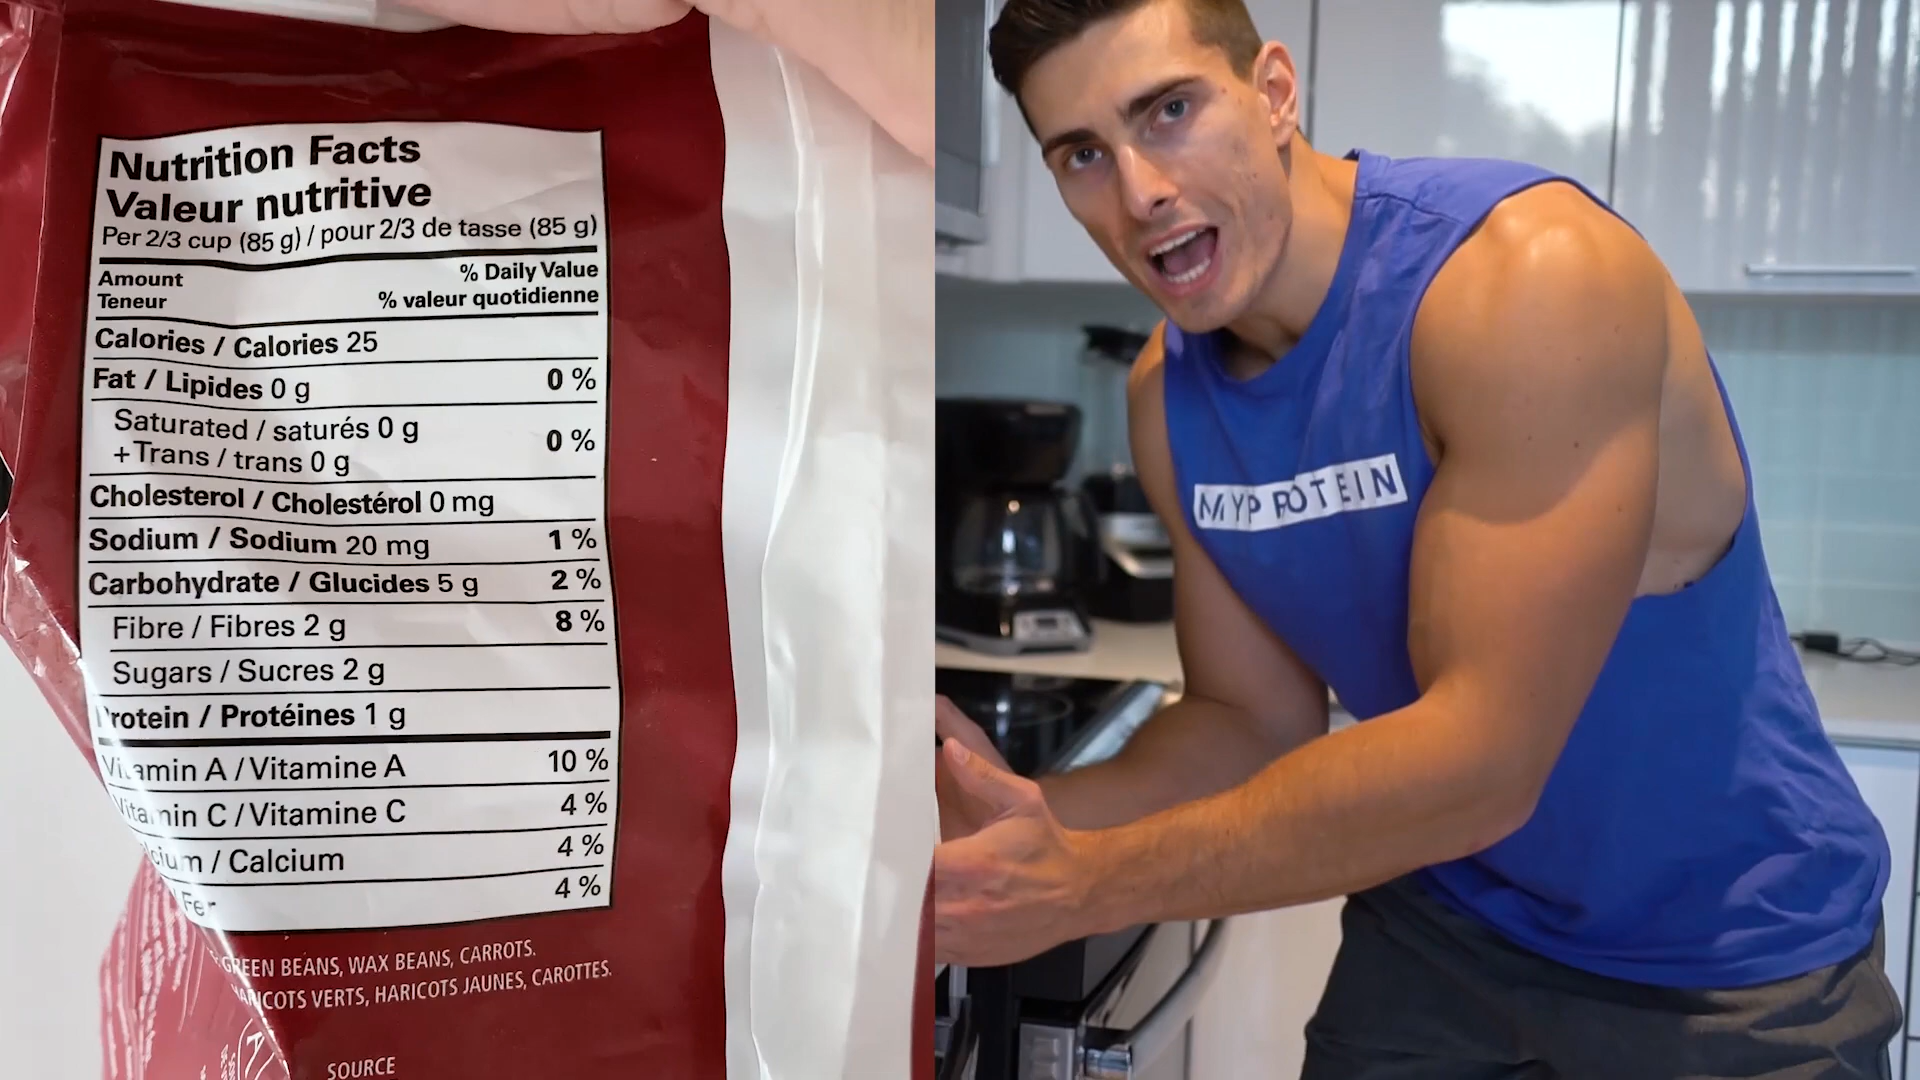 Nutrition Facts
Valeur nutritive
Per 2/3 cup (85 g) / pour 2/3 de tasse (85 g)
Amount % Daily Value
Teneur % valeur quotidienne
Calories / Calories 25
Fat / Lipides 0 g 0 %
Saturated / saturés 0 g
+ Trans / trans 0 g 0 %
Cholesterol / Cholestérol 0 mg
Sodium / Sodium 20 mg 1 %
Carbohydrate / Glucides 5 g 2 %
Fibre / Fibres 2 g 8 %
Sugars / Sucres 2 g
Protein / Protéines 1 g
Vitamin A / Vitamine A 10 %
Vitamin C / Vitamine C 4 %
/ Calcium 4 %
Fer 4 %
GREEN BEANS, WAX BEANS, CARROTS.
HARICOTS VERTS, HARICOTS JAUNES, CAROTTES.
SOURCE
MYPROTEIN